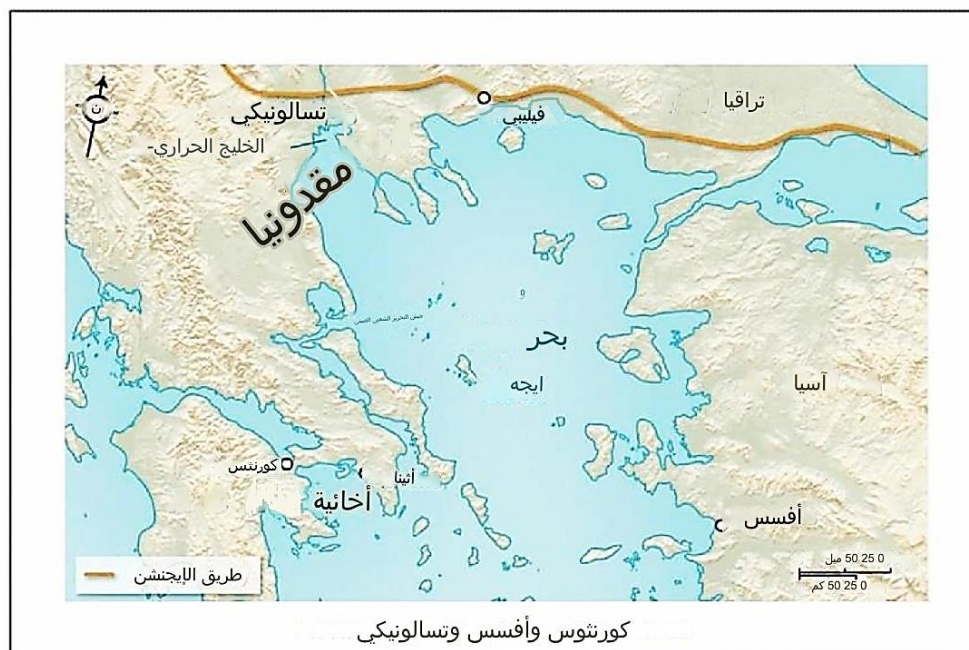 ن
تراقيا
فيليبي
تسالونيكي
الخليج الحراري-
مقدونيا
بحر
ايجه
آسيا
كورنثس
أثينا
أخائية
أفسس
طريق الإيجنشن
0 25 50 ميل
0 25 50 كم
كورنثوس وأفسس وتسالونيكي